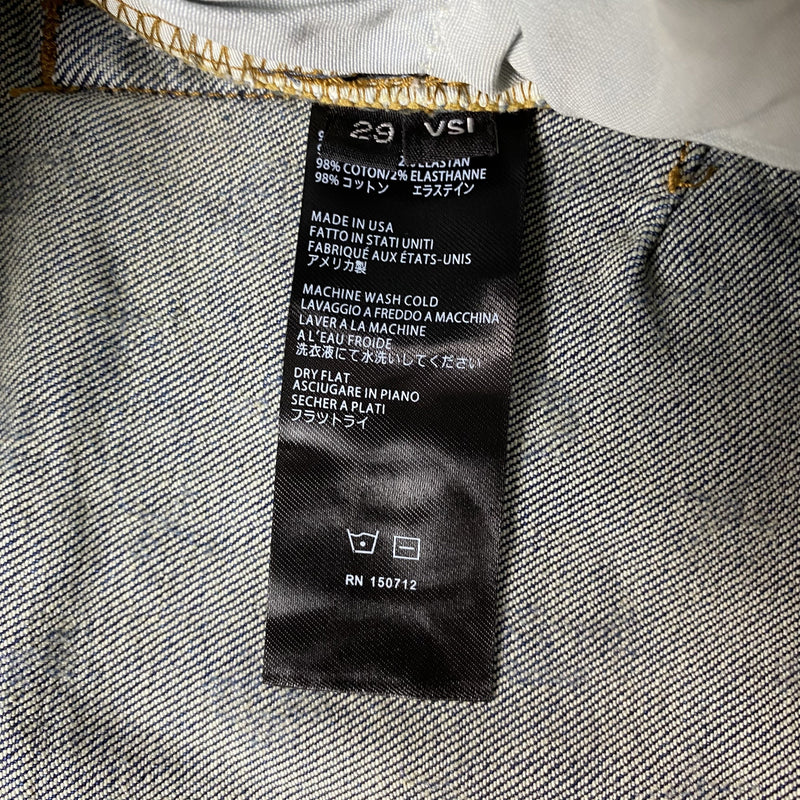 29 VSI
2% ELASTAN
98% COTON/2% ELASTHANNE
98% コットン エラステイン
MADE IN USA
FATTO IN STATI UNITI
FABRIQUÉ AUX ÉTATS-UNIS
アメリカ製
MACHINE WASH COLD
LAVAGGIO A FREDDO A MACCHINA
LAVER A LA MACHINE
A L'EAU FROIDE
洗衣液にて水洗いしてください
DRY FLAT
ASCIUGARE IN PIANO
SECHER A PLATI
フラットライ
RN 150712